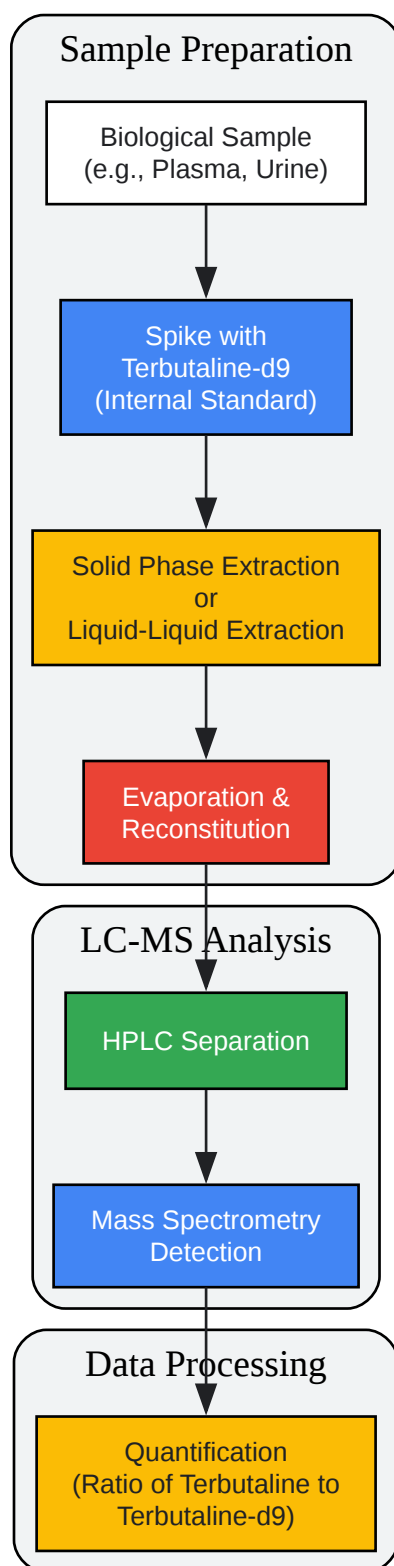 Sample Preparation
Biological Sample
(e.g., Plasma, Urine)
Spike with
Terbutaline-d9
(Internal Standard)
Solid Phase Extraction
or
Liquid-Liquid Extraction
Evaporation &
Reconstitution
LC-MS Analysis
HPLC Separation
Mass Spectrometry
Detection
Data Processing
Quantification
(Ratio of Terbutaline to
Terbutaline-d9)